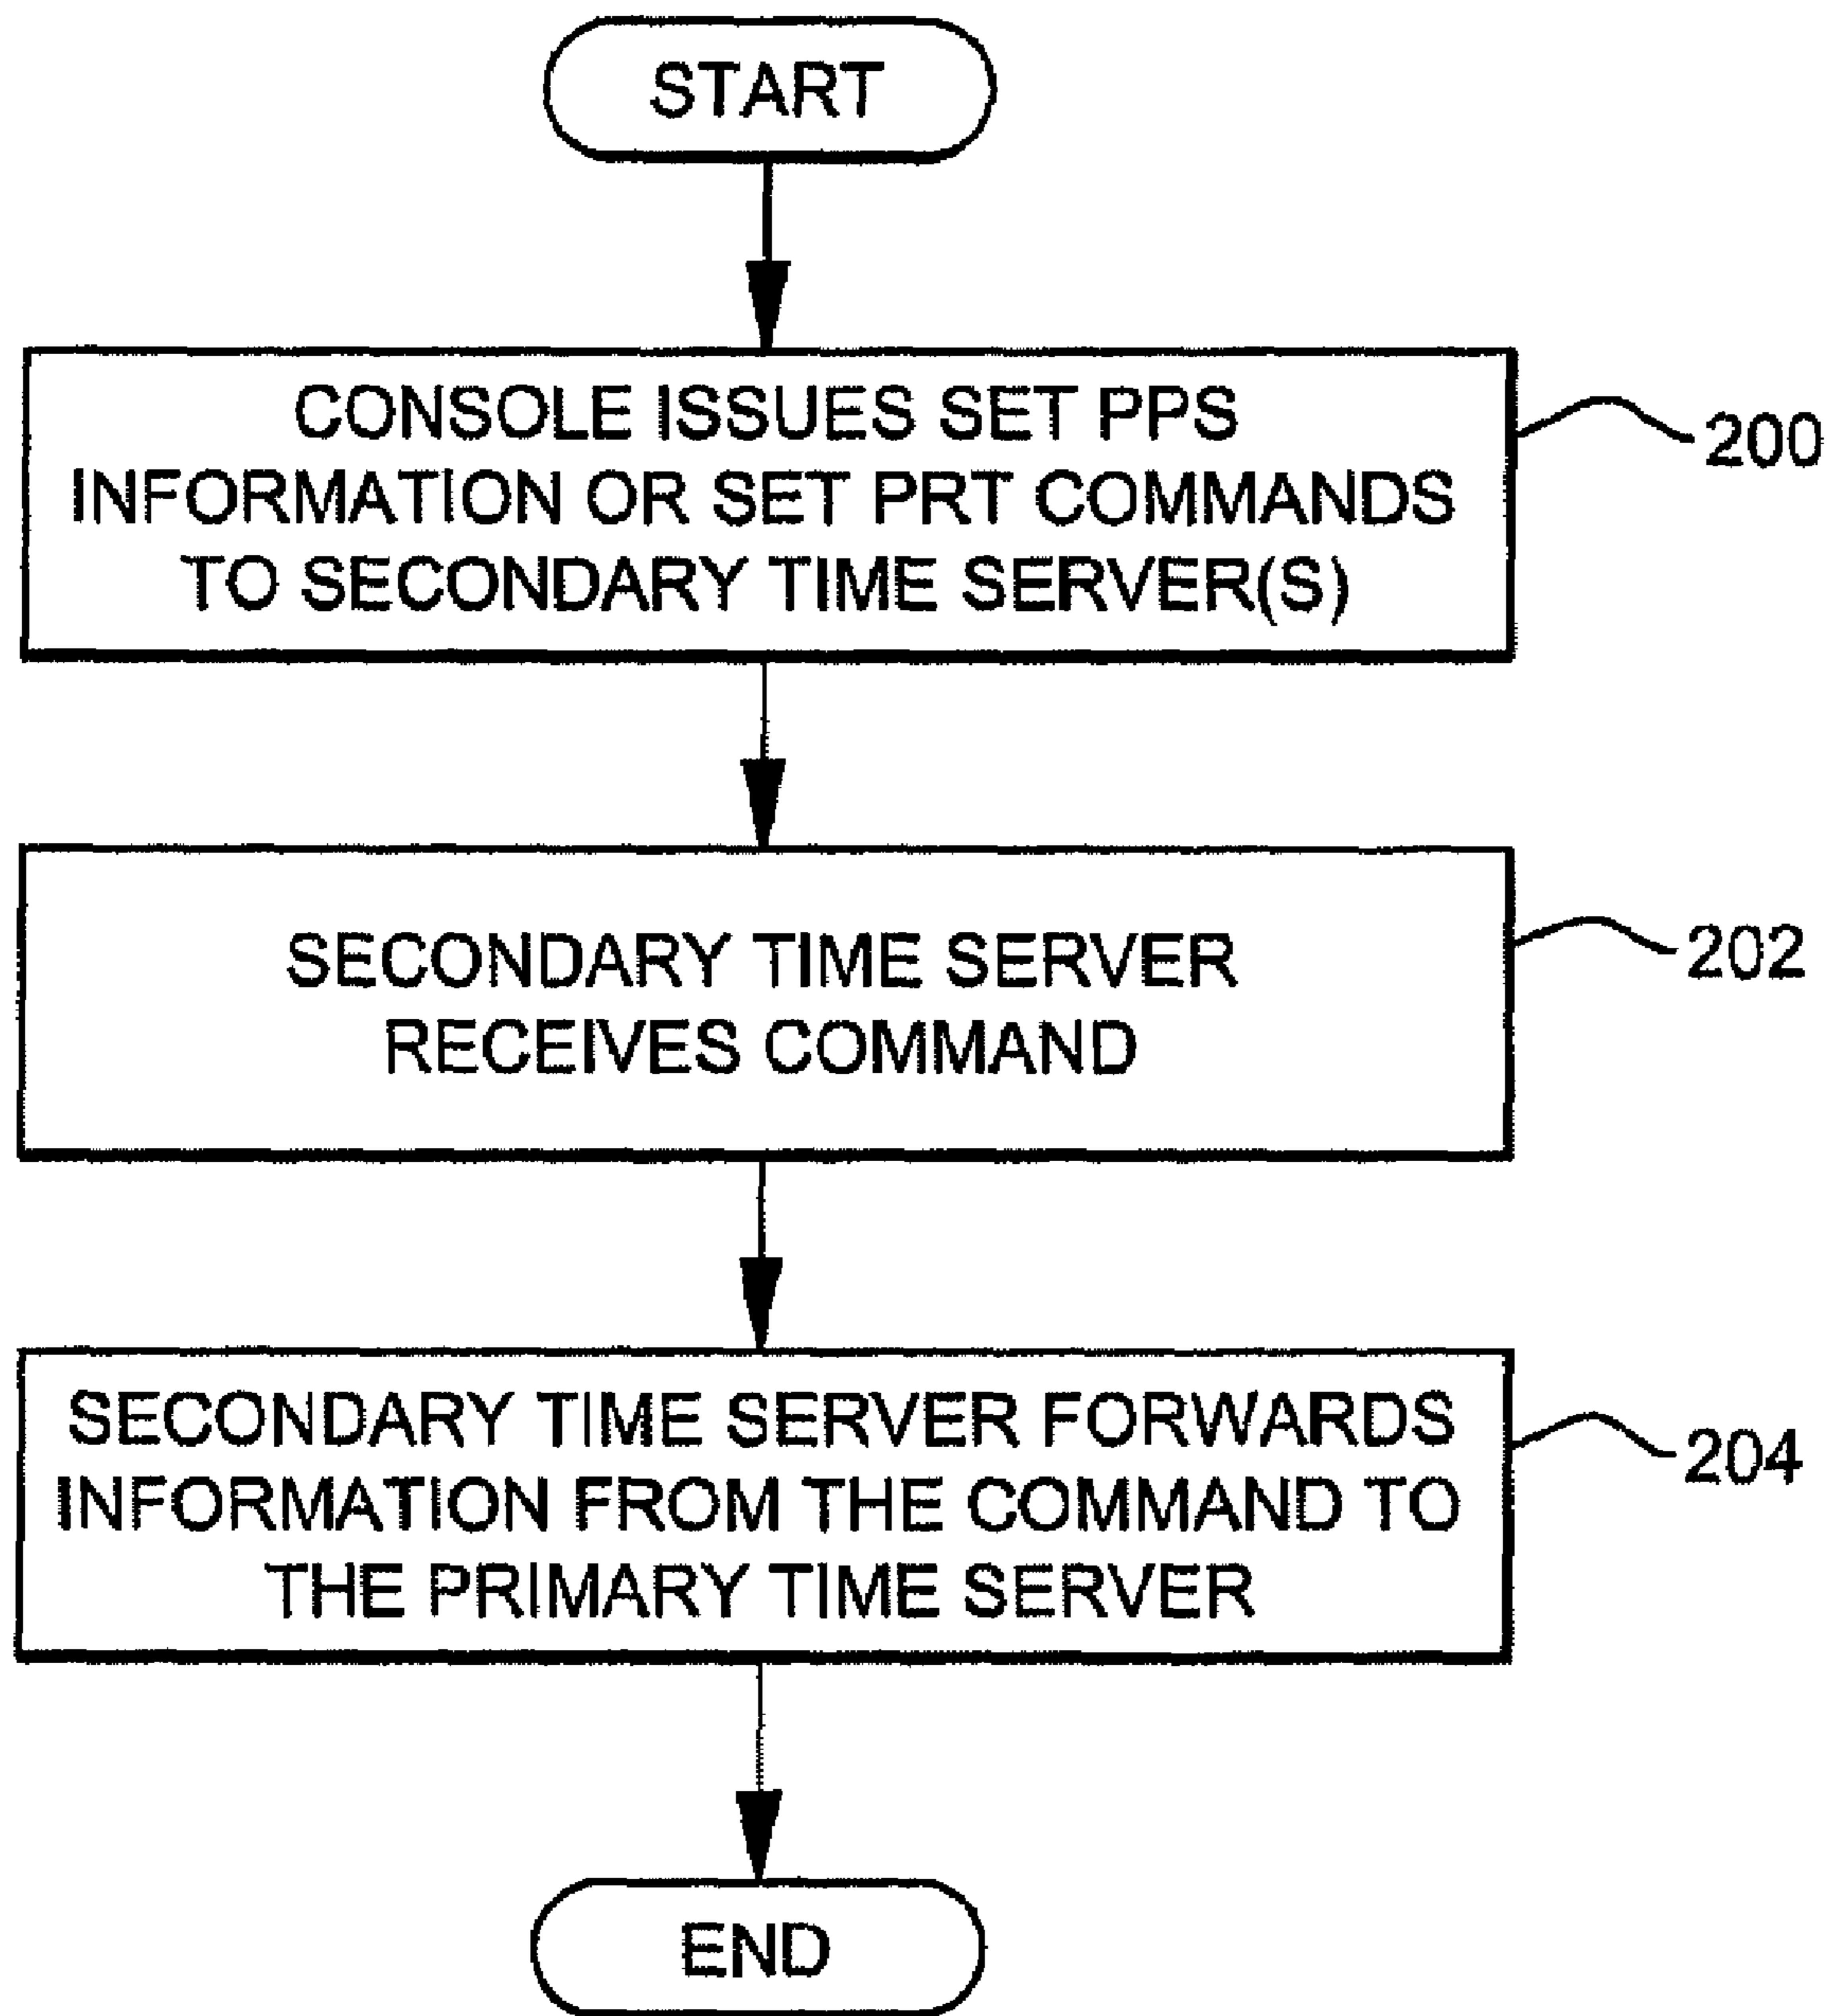 START
CONSOLE ISSUES SET PPS
INFORMATION OR SET PRT COMMANDS
TO SECONDARY TIME SERVER(S)
200
SECONDARY TIME SERVER
RECEIVES COMMAND
202
SECONDARY TIME SERVER FORWARDS
INFORMATION FROM THE COMMAND TO
THE PRIMARY TIME SERVER
204
END